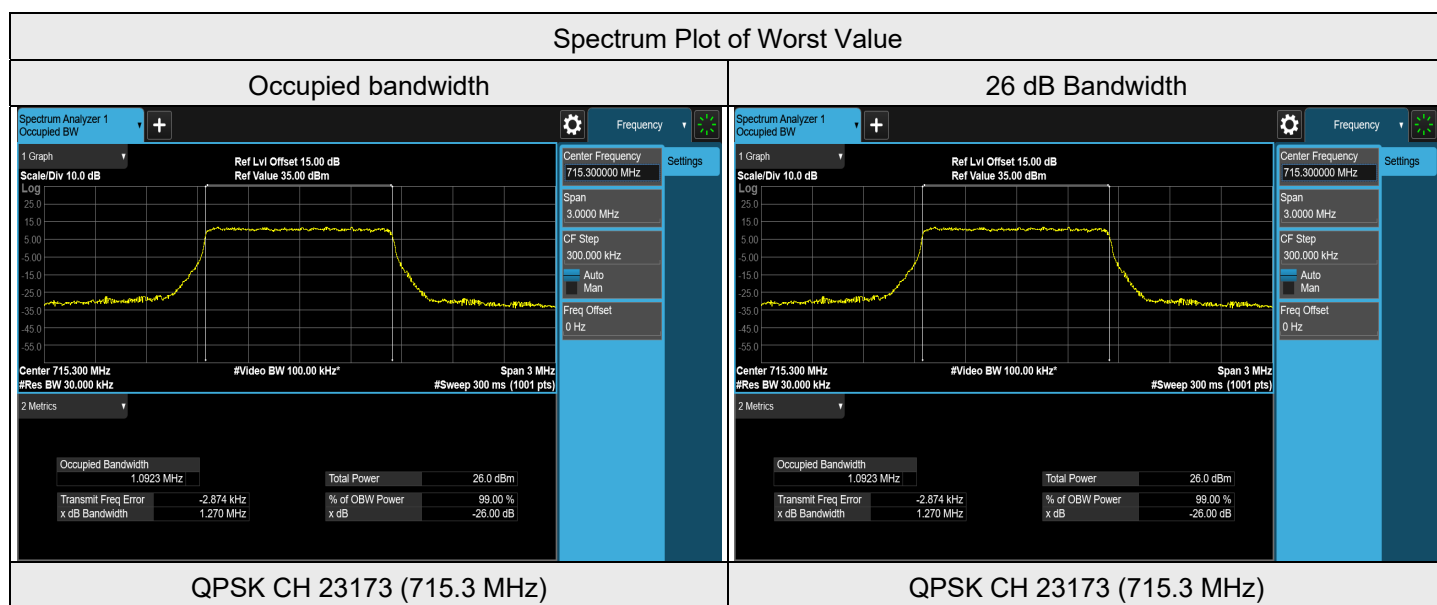 Spectrum Plot of Worst Value
Occupied bandwidth
26 dB Bandwidth
Spectrum Analyzer 1
Occupied BW
+
Frequency
1 Graph
Ref Lvl Offset 15.00 dB
Scale/Div 10.0 dB
Ref Value 35.00 dBm
Log
25.0
15.0
5.00
-5.00
-15.0
-25.0
-35.0
-45.0
-55.0
Center 715.300 MHz
#Video BW 100.00 kHz*
Span 3 MHz
#Res BW 30.000 kHz
#Sweep 300 ms (1001 pts)
Center Frequency
715.300000 MHz
Settings
Span
3.0000 MHz
CF Step
300.000 kHz
Auto
Man
Freq Offset
0 Hz
2 Metrics
Occupied Bandwidth
1.0923 MHz
Total Power 26.0 dBm
Transmit Freq Error -2.874 kHz
% of OBW Power 99.00 %
x dB Bandwidth 1.270 MHz
x dB -26.00 dB
Spectrum Analyzer 1
Occupied BW
+
Frequency
1 Graph
Ref Lvl Offset 15.00 dB
Scale/Div 10.0 dB
Ref Value 35.00 dBm
Log
25.0
15.0
5.00
-5.00
-15.0
-25.0
-35.0
-45.0
-55.0
Center 715.300 MHz
#Video BW 100.00 kHz*
Span 3 MHz
#Res BW 30.000 kHz
#Sweep 300 ms (1001 pts)
Center Frequency
715.300000 MHz
Settings
Span
3.0000 MHz
CF Step
300.000 kHz
Auto
Man
Freq Offset
0 Hz
2 Metrics
Occupied Bandwidth
1.0923 MHz
Total Power 26.0 dBm
Transmit Freq Error -2.874 kHz
% of OBW Power 99.00 %
x dB Bandwidth 1.270 MHz
x dB -26.00 dB
QPSK CH 23173 (715.3 MHz)
QPSK CH 23173 (715.3 MHz)